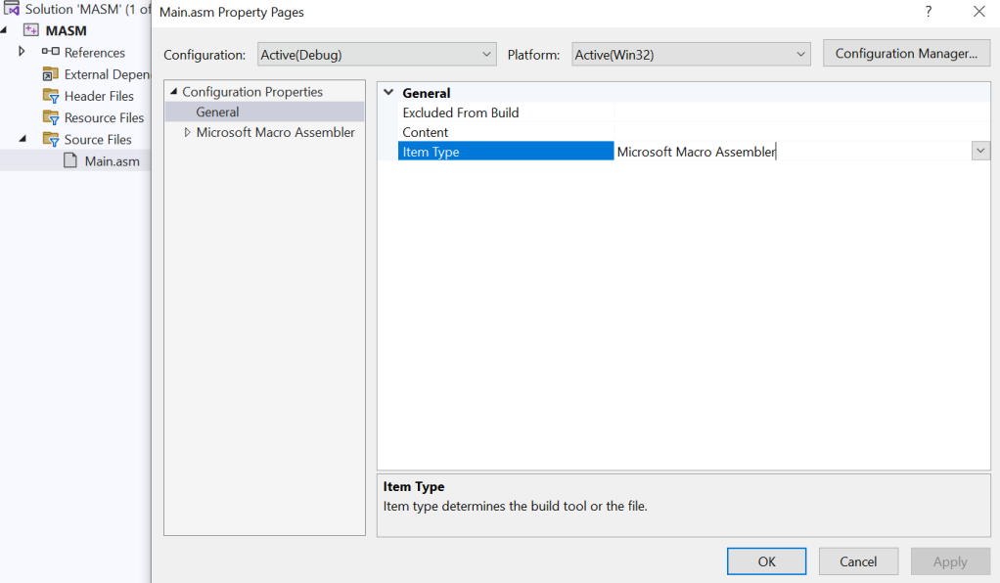 Solution 'MASM' (1 of
Main.asm Property Pages
?
MASM
References
External Depen
Header Files
Resource Files
Source Files
Main.asm
Configuration:
Active(Debug)
Platform:
Active(Win32)
Configuration Manager...
Configuration Properties
General
Microsoft Macro Assembler
General
Excluded From Build
Content
Item Type
Microsoft Macro Assembler
Item Type
Item type determines the build tool or the file.
OK
Cancel
Apply